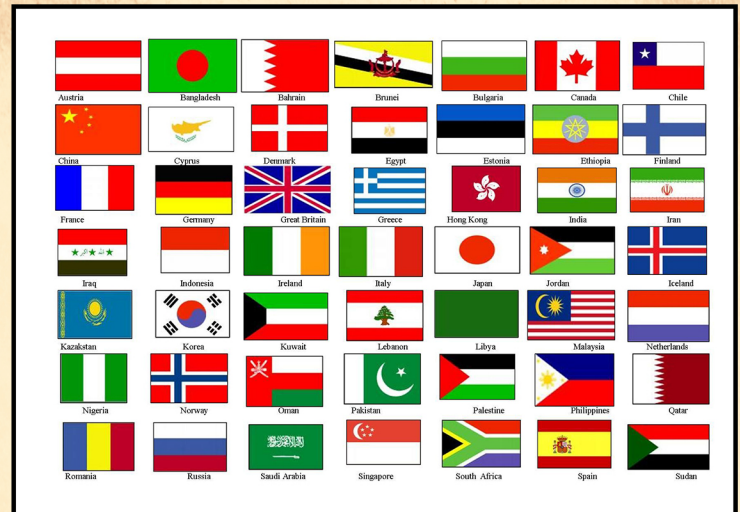 Austria Bangladesh Bahrain Brunei Bulgaria Canada Chile
China Cyprus Denmark Egypt Estonia Ethiopia Finland
France Germany Great Britain Greece Hong Kong India Iran
Iraq Indonesia Ireland Italy Japan Jordan Iceland
Kazakstan Korea Kuwait Lebanon Libya Malaysia Netherlands
Nigeria Norway Oman Pakistan Palestine Philippines Qatar
Romania Russia Saudi Arabia Singapore South Africa Spain Sudan